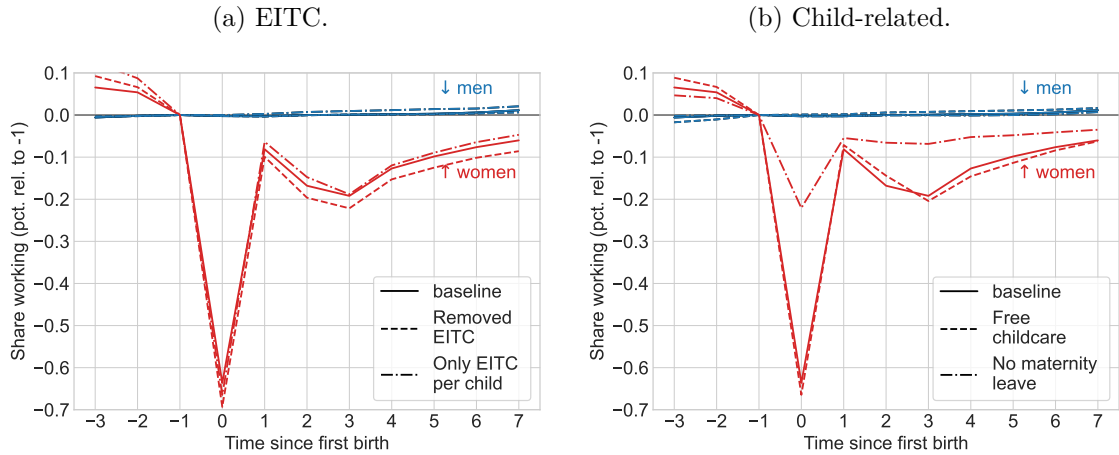 (a) EITC.
Share working (pct. rel. to -1)
0.1
0.0
−0.1
−0.2
−0.3
−0.4
−0.5
−0.6
−0.7
↓ men
↑ women
baseline
Removed
EITC
Only EITC
per child
−3 −2 −1 0 1 2 3 4 5 6 7
Time since first birth
(b) Child-related.
Share working (pct. rel. to -1)
0.1
0.0
−0.1
−0.2
−0.3
−0.4
−0.5
−0.6
−0.7
↓ men
↑ women
baseline
Free
childcare
No maternity
leave
−3 −2 −1 0 1 2 3 4 5 6 7
Time since first birth